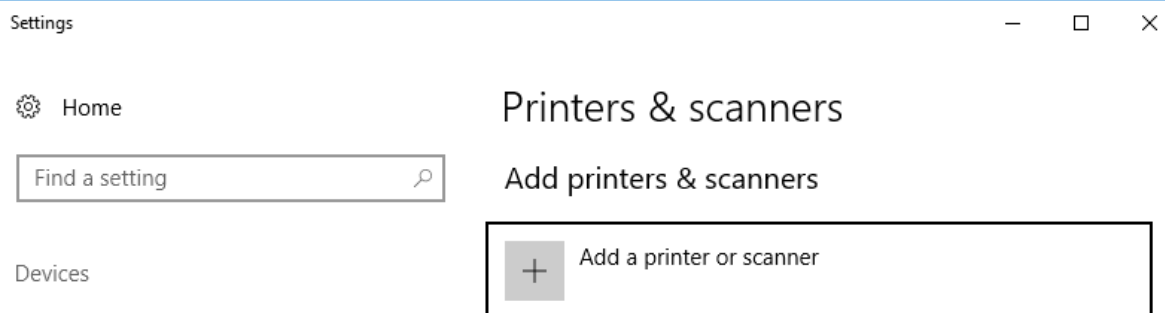 Settings
Home
Find a setting
Devices
Printers & scanners
Add printers & scanners
Add a printer or scanner